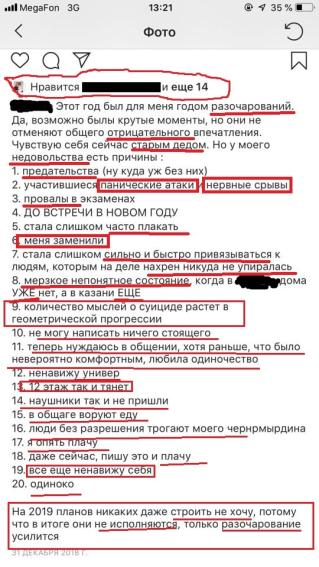 MegaFon 3G 13:21 35 %
Фото
Нравится и еще 14
Этот год был для меня годом разочарований.
Да, возможны были крутые моменты, но они не
отменяют общего отрицательного впечатления.
Чувствую себя сейчас старым дедом. Но у моего
недовольства есть причины :
1. предательства (ну куда уж без них)
2. участившиеся панические атаки и нервные срывы
3. провалы в экзаменах
4. ДО ВСТРЕЧИ В НОВОМ ГОДУ
5. стала слишком часто плакать
6. меня заменили
7. стала слишком сильно и быстро привязываться к
людям, которым на деле нахрен никуда не упиралась
8. мерзкое непонятное состояние, когда в дома
УЖЕ нет, а в казани ЕЩЕ
9. количество мыслей о суициде растет в
геометрической прогрессии
10. не могу написать ничего стоящего
11. теперь нуждаюсь в общении, хотя раньше, что было
невероятно комфортным, любила одиночество
12. ненавижу универ
13. 12 этаж так и тянет
14. наушники так и не пришли
15. в общаге воруют еду
16. люди без разрешения трогают моего чернрмырдина
17. я опять плачу
18. даже сейчас, пишу это и плачу
19. все еще ненавижу себя
20. одиноко
На 2019 планов никаких даже строить не хочу, потому
что в итоге они не исполняются, только разочарование
усилится
31 ДЕКАБРЯ 2018 Г.